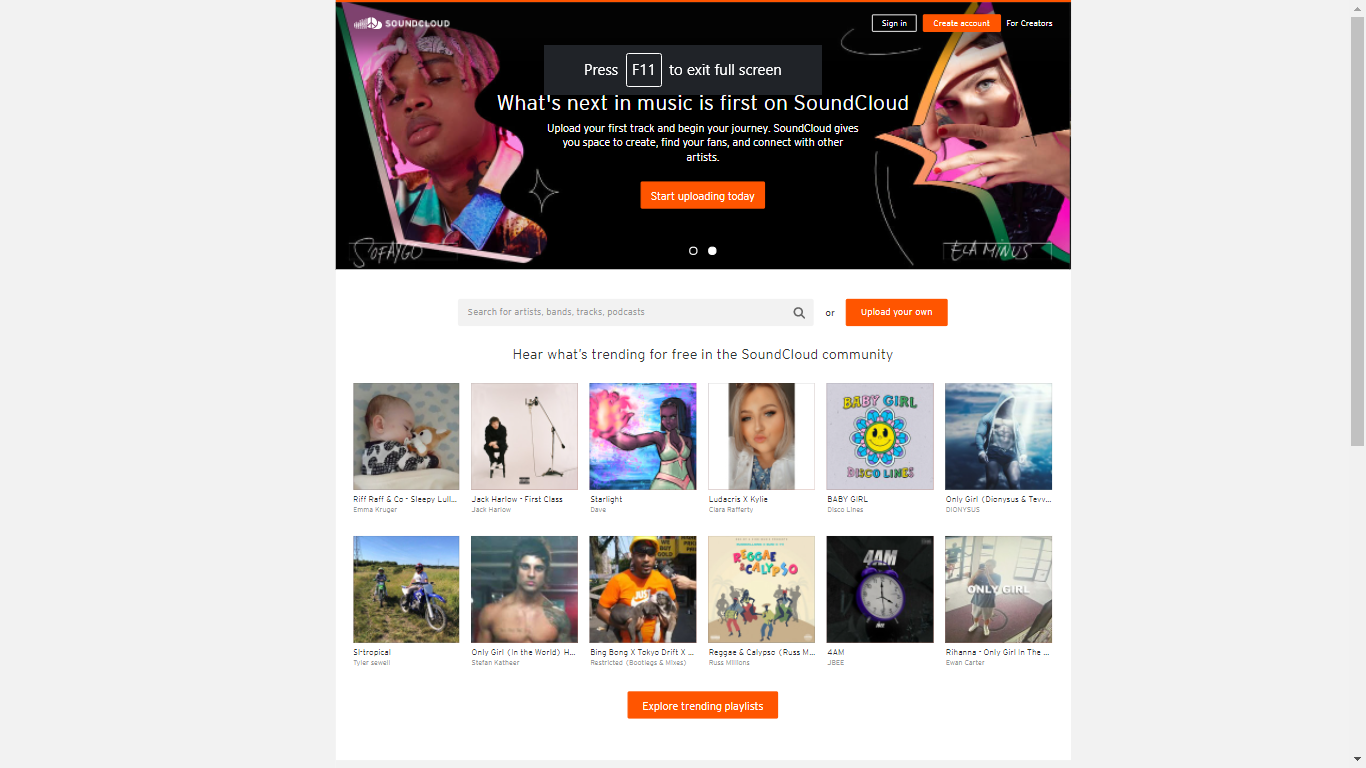 SOUNDCLOUD
Sign in
Create account
For Creators
Press F11 to exit full screen
What's next in music is first on SoundCloud
Upload your first track and begin your journey. SoundCloud gives
you space to create, find your fans, and connect with other
artists.
Start uploading today
SOFAYGO
ELA MINUS
Search for artists, bands, tracks, podcasts
or
Upload your own
Hear what's trending for free in the SoundCloud community
BABY GIRL
DISCO LINES
Riff Raff & Co - Sleepy Lull...
Emma Kruger
Jack Harlow - First Class
Jack Harlow
Starlight
Dave
Ludacris X Kylie
Ciara Rafferty
BABY GIRL
Disco Lines
Only Girl (Dionysus & Tevv...
DIONYSUS
JUST
REGGAE
& CALYPSO
4AM
ONLY GIRL
S!-tropical
Tyler sewell
Only Girl (In the World)-H...
Stefan Katheer
Bing Bong X Tokyo Drift X ...
Restricted (Bootlegs & Mixes)
Reggae & Calypso (Russ M...
Russ Millions
4AM
JBEE
Rihanna - Only Girl In The ...
Ewan Carter
Explore trending playlists